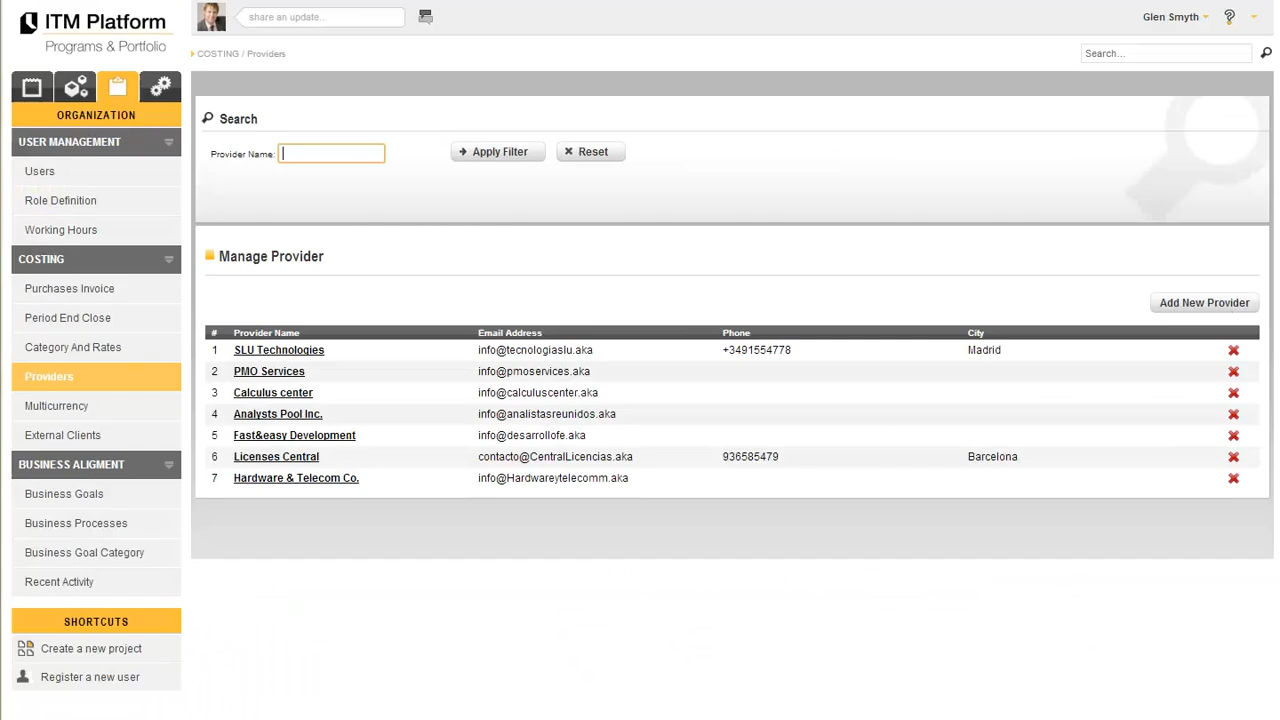 ITM Platform
Programs & Portfolio
share an update...
Glen Smyth
COSTING / Providers
Search...
ORGANIZATION
USER MANAGEMENT
Users
Role Definition
Working Hours
COSTING
Purchases Invoice
Period End Close
Category And Rates
Providers
Multicurrency
External Clients
BUSINESS ALIGMENT
Business Goals
Business Processes
Business Goal Category
Recent Activity
SHORTCUTS
Create a new project
Register a new user
Search
Provider Name:
Apply Filter
Reset
Manage Provider
Add New Provider
# Provider Name Email Address Phone City
1 SLU Technologies info@tecnologiaslu.aka +3491554778 Madrid
2 PMO Services info@pmoservices.aka
3 Calculus center info@calculuscenter.aka
4 Analysts Pool Inc. info@analistasreunidos.aka
5 Fast&easy Development info@desarrollofe.aka
6 Licenses Central contacto@CentralLicencias.aka 936585479 Barcelona
7 Hardware & Telecom Co. info@Hardwareytelecomm.aka